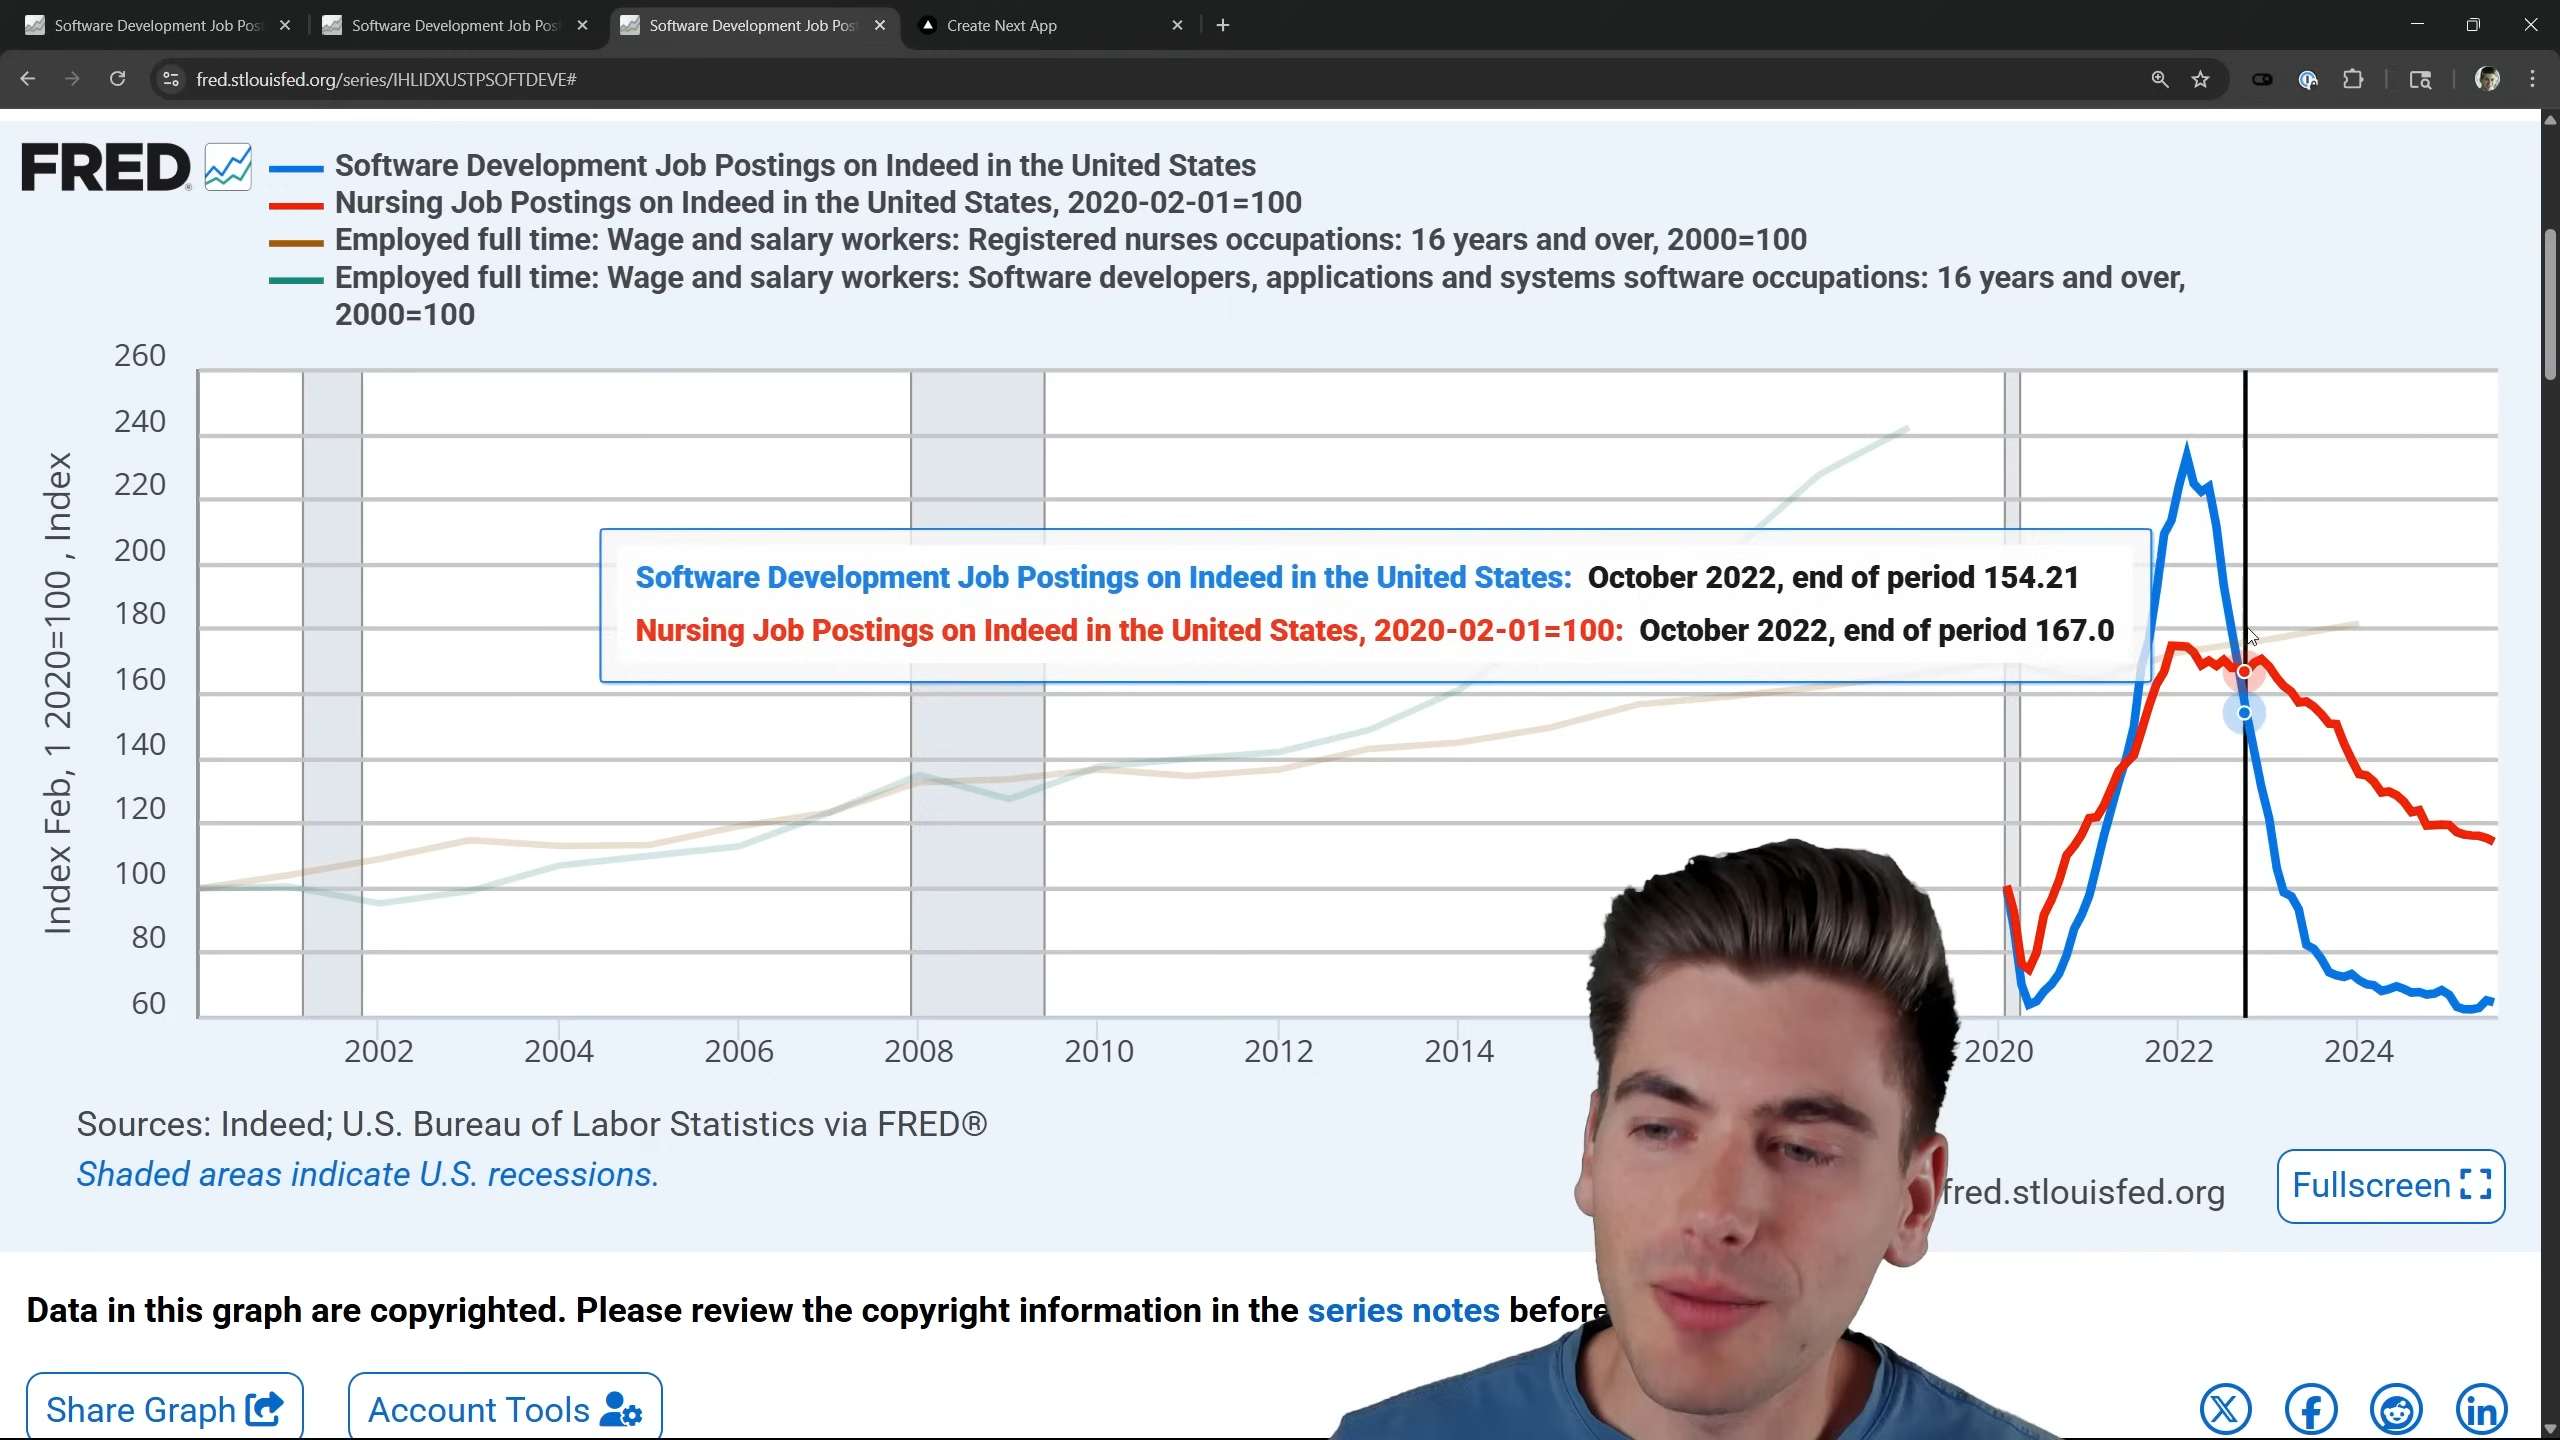 Software Development Job Pos
Software Development Job Pos
Software Development Job Pos
Create Next App
fred.stlouisfed.org/series/IHLIDXUSTPSOFTDEVE#
FRED
Software Development Job Postings on Indeed in the United States
Nursing Job Postings on Indeed in the United States, 2020-02-01=100
Employed full time: Wage and salary workers: Registered nurses occupations: 16 years and over, 2000=100
Employed full time: Wage and salary workers: Software developers, applications and systems software occupations: 16 years and over,
2000=100
Index Feb, 1 2020=100 , Index
260
240
220
200
180
160
140
120
100
80
60
Software Development Job Postings on Indeed in the United States: October 2022, end of period 154.21
Nursing Job Postings on Indeed in the United States, 2020-02-01=100: October 2022, end of period 167.0
2002 2004 2006 2008 2010 2012 2014 2020 2022 2024
Sources: Indeed; U.S. Bureau of Labor Statistics via FRED®
Shaded areas indicate U.S. recessions.
fred.stlouisfed.org
Fullscreen
Data in this graph are copyrighted. Please review the copyright information in the series notes before
Share Graph
Account Tools